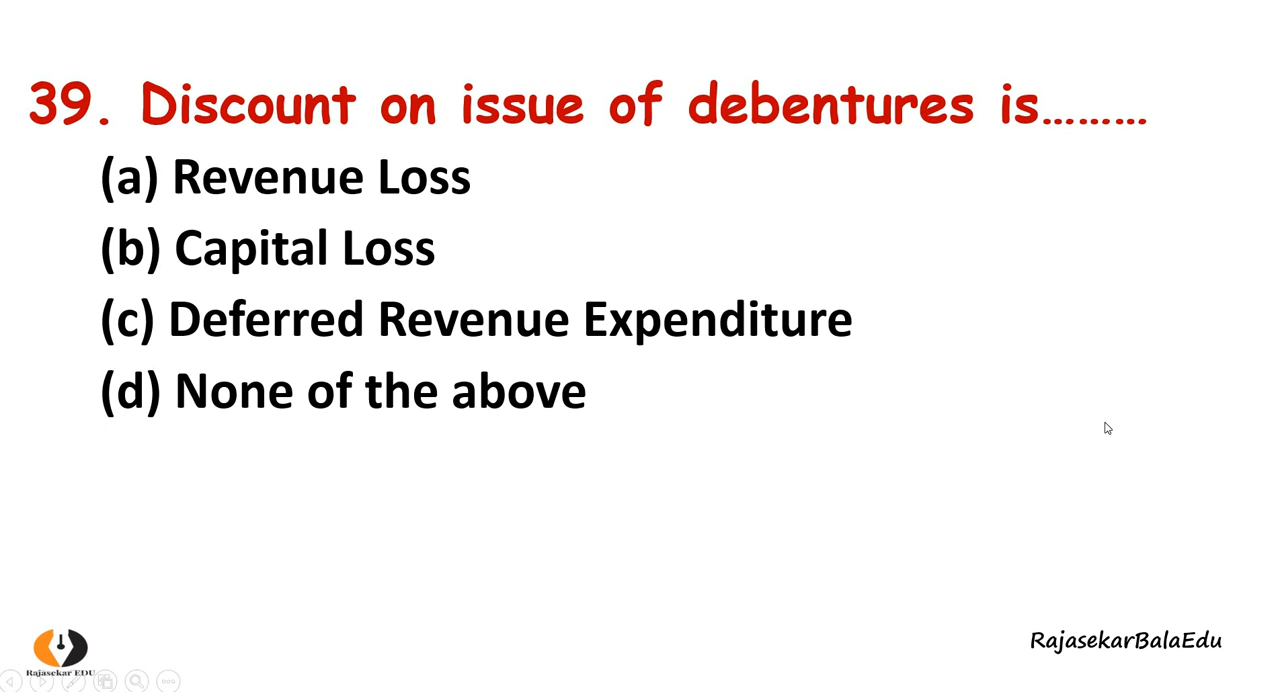 39. Discount on issue of debentures is.........
(a) Revenue Loss
(b) Capital Loss
(c) Deferred Revenue Expenditure
(d) None of the above
RajasekarBalaEdu
Rajasekar EDU